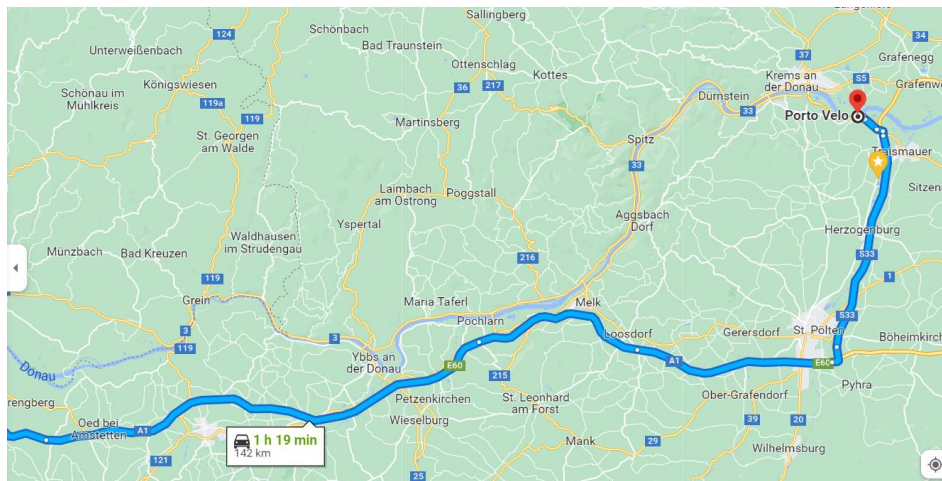 Sallingberg
Schönbach
124
Unterweißenbach
Bad Traunstein
37
34
Ottenschlag
Grafenegg
Königswiesen
Kottes
Krems an
der Donau
S5
Schönau im
Mühlkreis
119a
36
217
Dürnstein
Grafenw
33
119
Martinsberg
Porto Velo
St. Georgen
am Walde
Spitz
Traismauer
33
Laimbach
am Ostrong
Pöggstall
Sitzen
Yspertal
Aggsbach
Dorf
Herzogenburg
Waldhausen
im Strudengau
Münzbach
Bad Kreuzen
216
S33
119
1
Grein
Maria Taferl
Melk
3
3
Pöchlarn
S33
Loosdorf
Gerersdorf
St. Pölten
Böheimkirch
119
Ybbs an
der Donau
E60
A1
E60
Donau
215
Pyhra
Petzenkirchen
St. Leonhard
am Forst
Ober-Grafendorf
rengberg
Oed bei
Amstetten
A1
Wieselburg
39
20
1 h 19 min
142 km
Mank
29
Wilhelmsburg
121
25